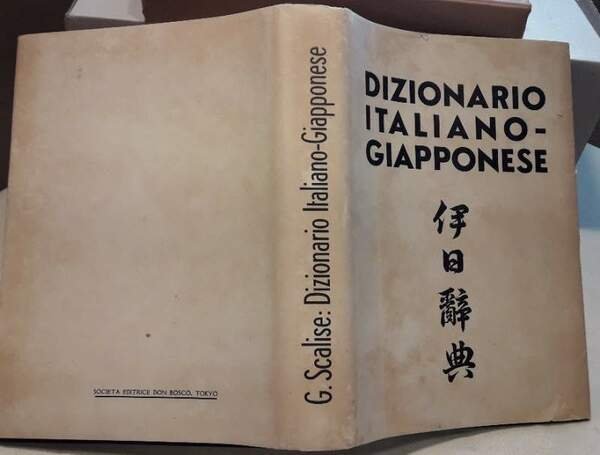 DIZIONARIO
ITALIANO-
GIAPPONESE
伊日辭典
G. Scalise: Dizionario Italiano-Giapponese
SOCIETÀ EDITRICE DON BOSCO, TOKYO